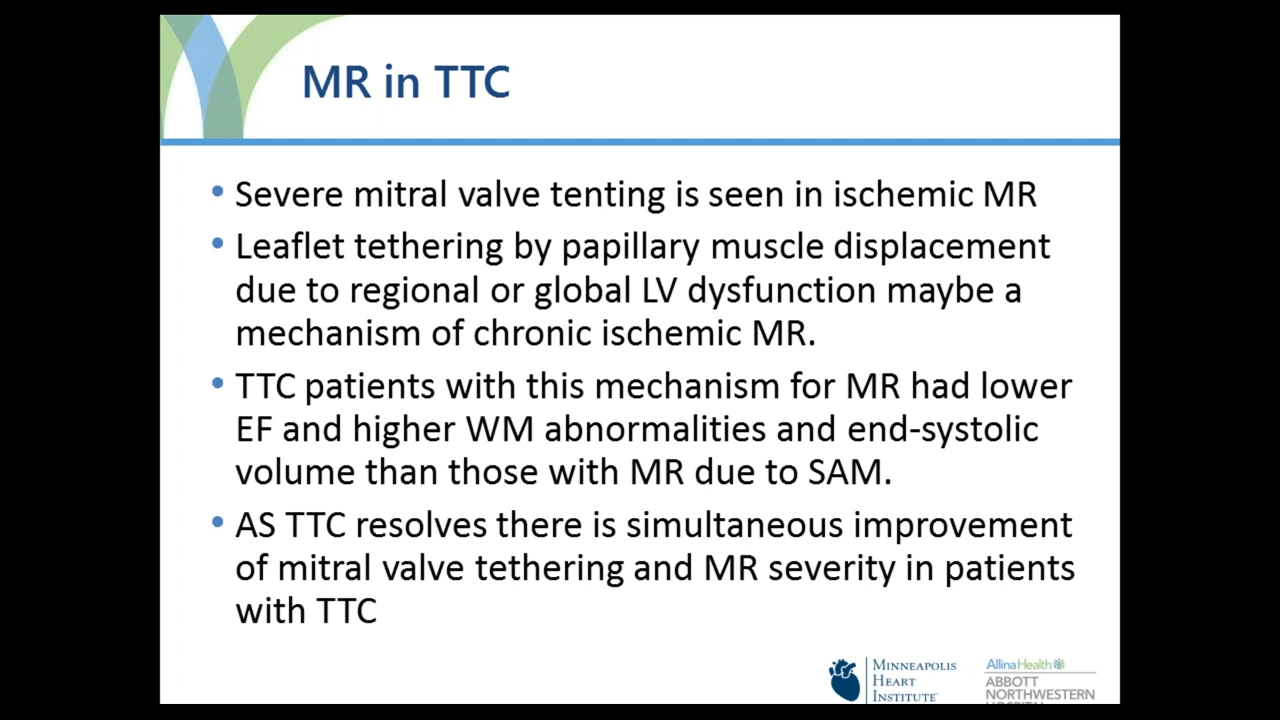 MR in TTC
• Severe mitral valve tenting is seen in ischemic MR
• Leaflet tethering by papillary muscle displacement
due to regional or global LV dysfunction maybe a
mechanism of chronic ischemic MR.
• TTC patients with this mechanism for MR had lower
EF and higher WM abnormalities and end-systolic
volume than those with MR due to SAM.
• AS TTC resolves there is simultaneous improvement
of mitral valve tethering and MR severity in patients
with TTC
MINNEAPOLIS
HEART
INSTITUTE
Allina Health
ABBOTT
NORTHWESTERN
HOSPITAL